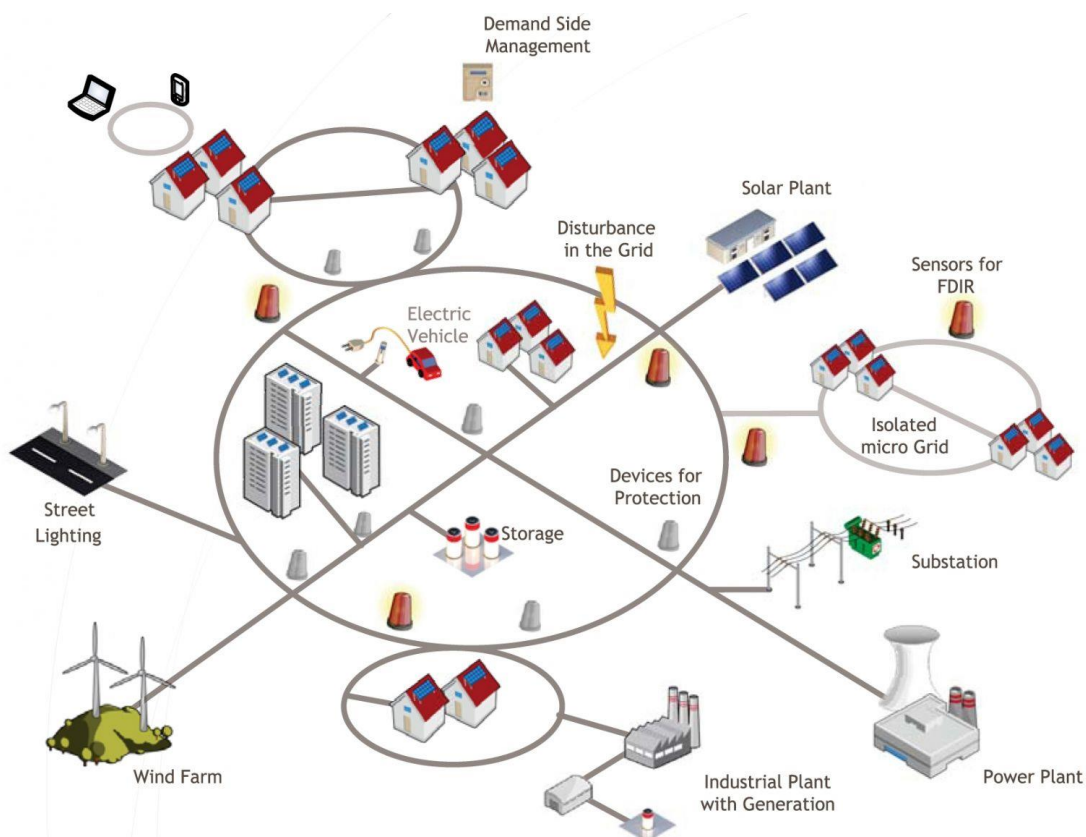 Demand Side
Management
Solar Plant
Disturbance
in the Grid
Sensors for
FDIR
Electric
Vehicle
Isolated
micro Grid
Devices for
Protection
Street
Lighting
Storage
Substation
Wind Farm
Industrial Plant
with Generation
Power Plant